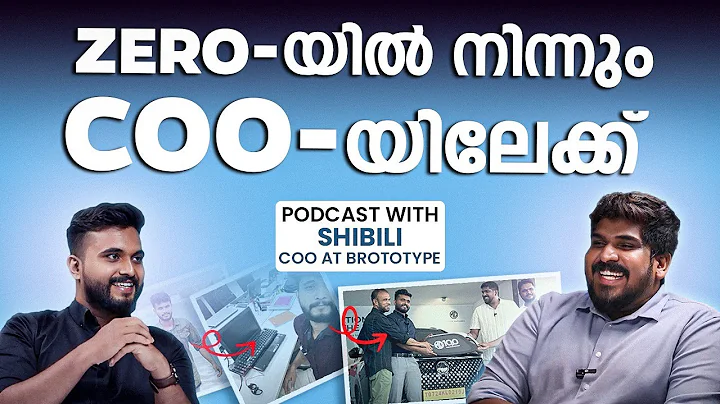 ZERO-യിൽ നിന്നും
COO-യിലേക്ക്
PODCAST WITH
SHIBILI
COO AT BROTOTYPE